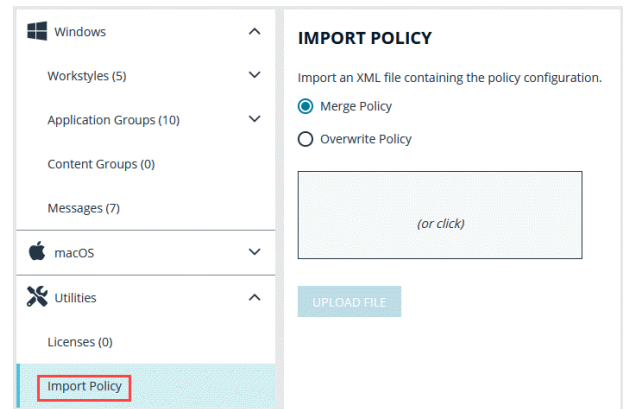 Windows
Workstyles (5)
Application Groups (10)
Content Groups (0)
Messages (7)
macOS
Utilities
Licenses (0)
Import Policy
IMPORT POLICY
Import an XML file containing the policy configuration.
Merge Policy
Overwrite Policy
(or click)
UPLOAD FILE